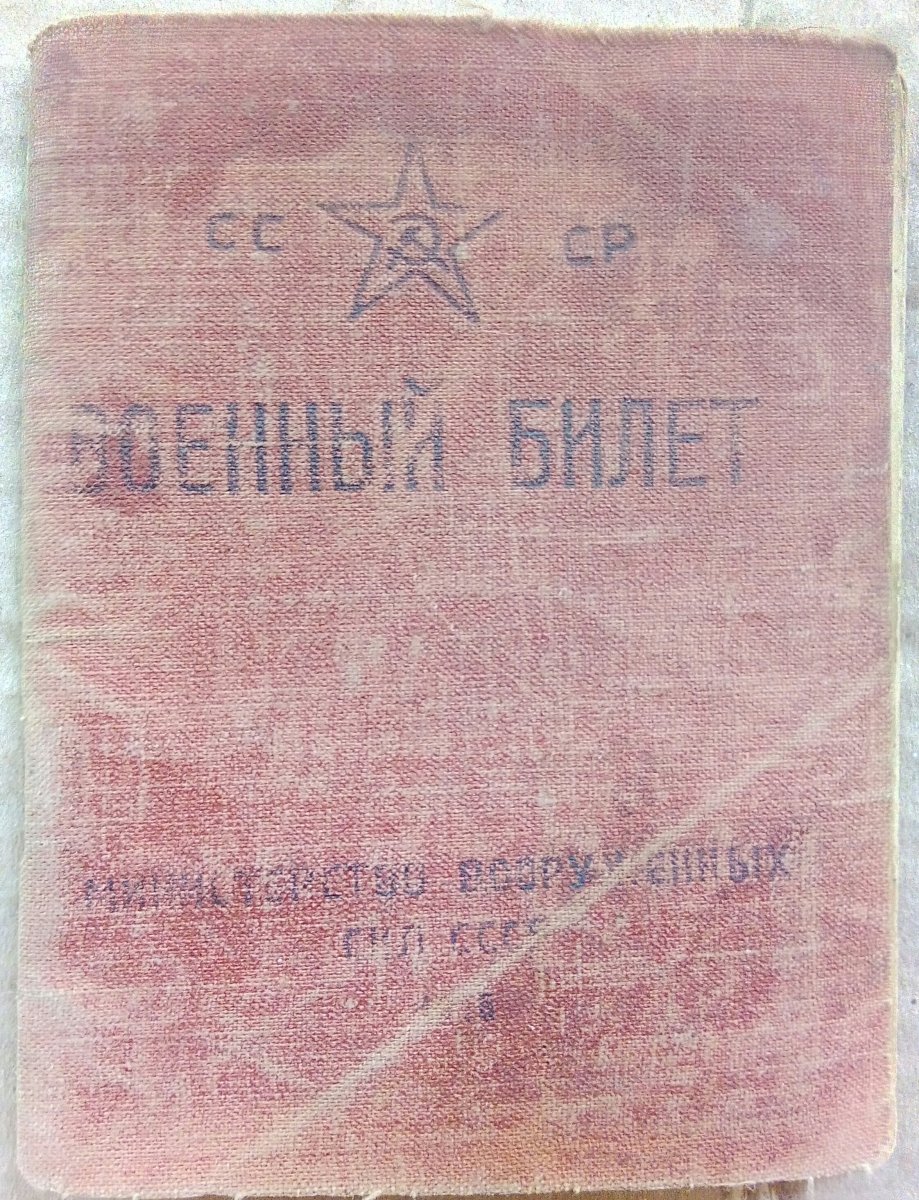 СС СР
ВОЕННЫЙ БИЛЕТ
МИНИСТЕРСТВО ВООРУЖЕННЫХ
СИЛ СССР